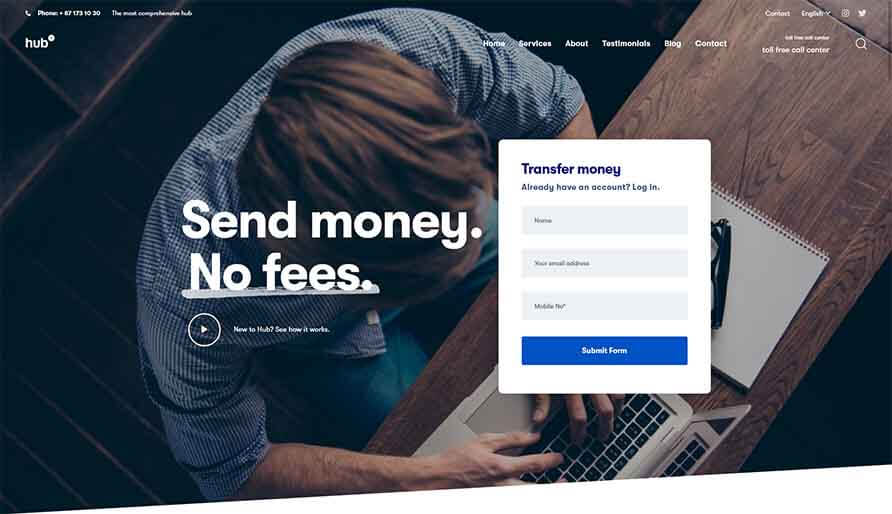 Phone: + 87 173 10 30 The most comprehensive hub
Contact English
hub
Home Services About Testimonials Blog Contact
toll free call center
toll free call center
Transfer money
Already have an account? Log in.
Name
Your email address
Mobile No*
Submit Form
Send money.
No fees.
New to Hub? See how it works.